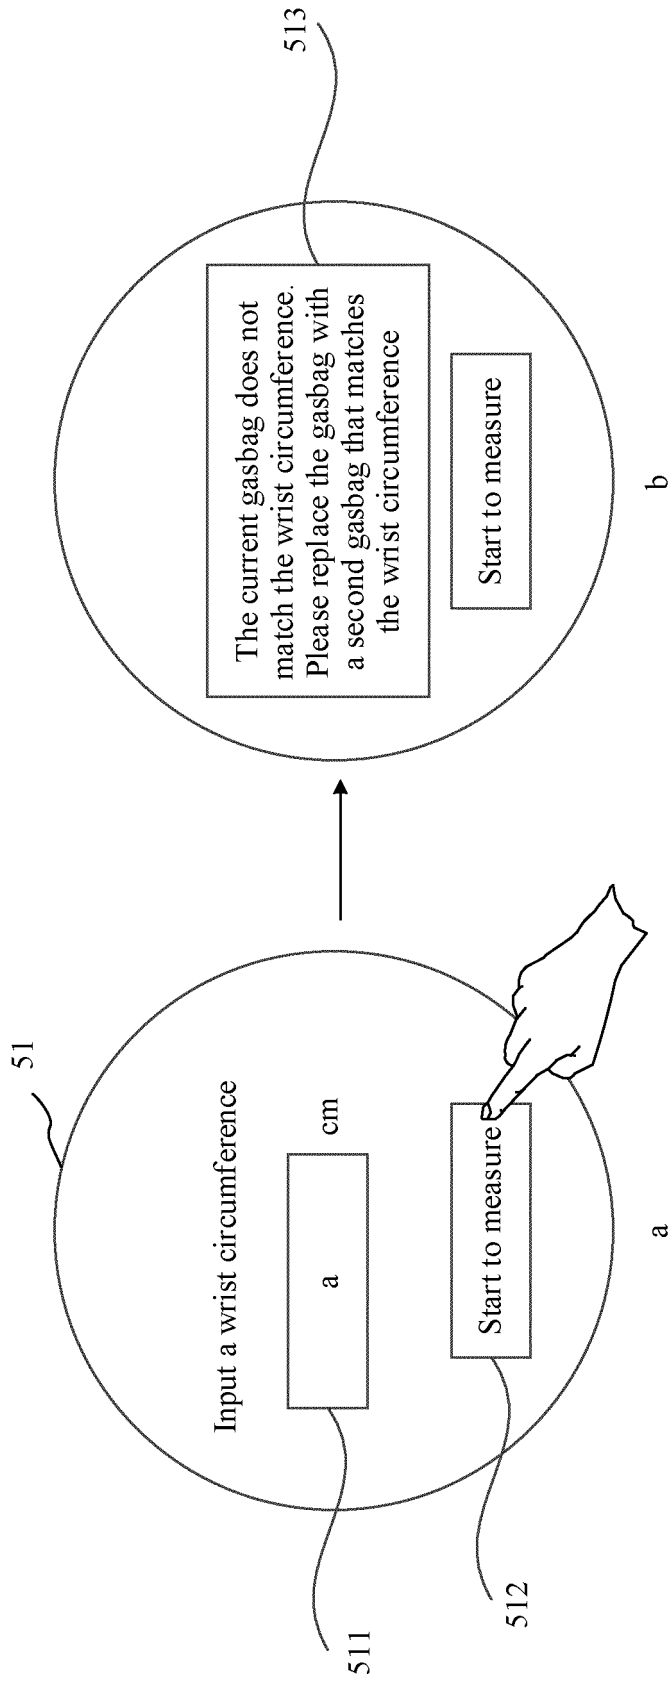 51
Input a wrist circumference
a
cm
511
Start to measure
512
a
513
The current gasbag does not
match the wrist circumference.
Please replace the gasbag with
a second gasbag that matches
the wrist circumference
Start to measure
b